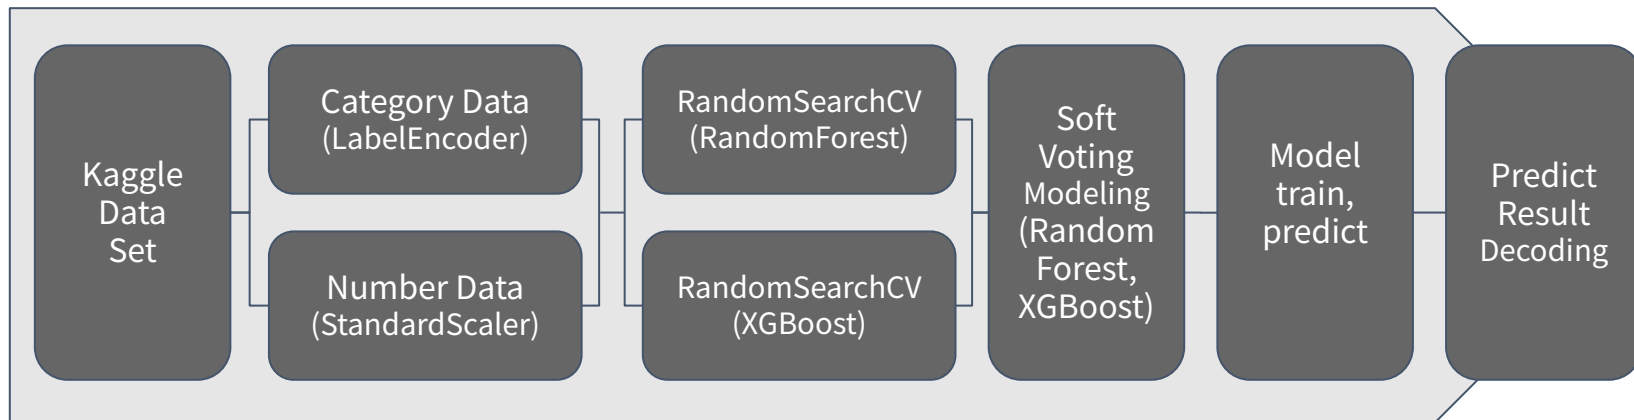 Kaggle
Data
Set
Category Data
(LabelEncoder)
Number Data
(StandardScaler)
RandomSearchCV
(RandomForest)
RandomSearchCV
(XGBoost)
Soft
Voting
Modeling
(Random
Forest,
XGBoost)
Model
train,
predict
Predict
Result
Decoding